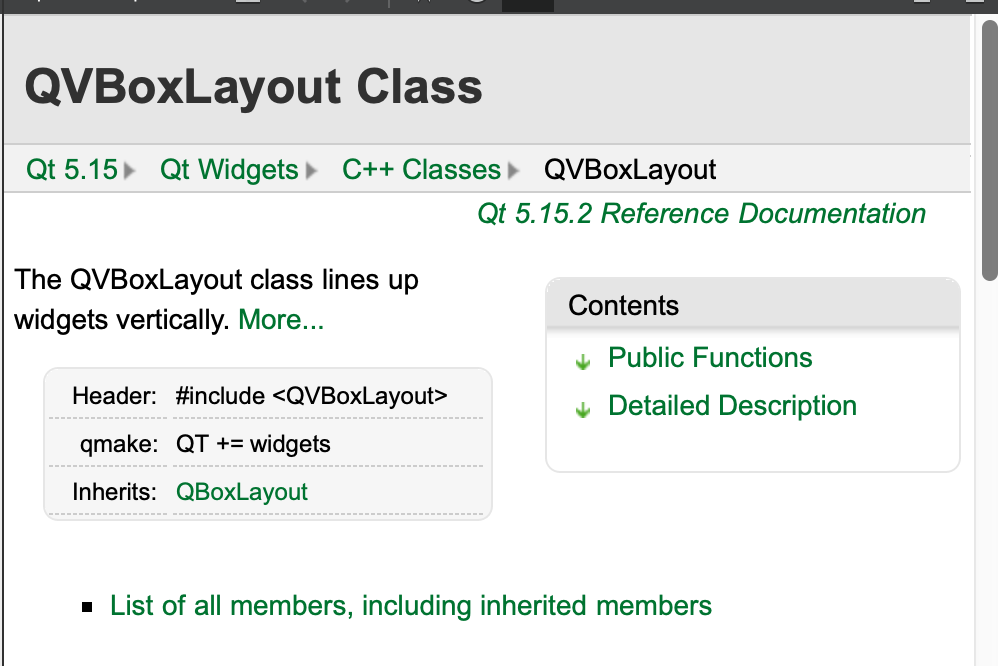 QVBoxLayout Class
Qt 5.15 Qt Widgets C++ Classes QVBoxLayout
Qt 5.15.2 Reference Documentation
The QVBoxLayout class lines up
widgets vertically. More...
Contents
Public Functions
Detailed Description
Header: #include <QVBoxLayout>
qmake: QT += widgets
Inherits: QBoxLayout
List of all members, including inherited members